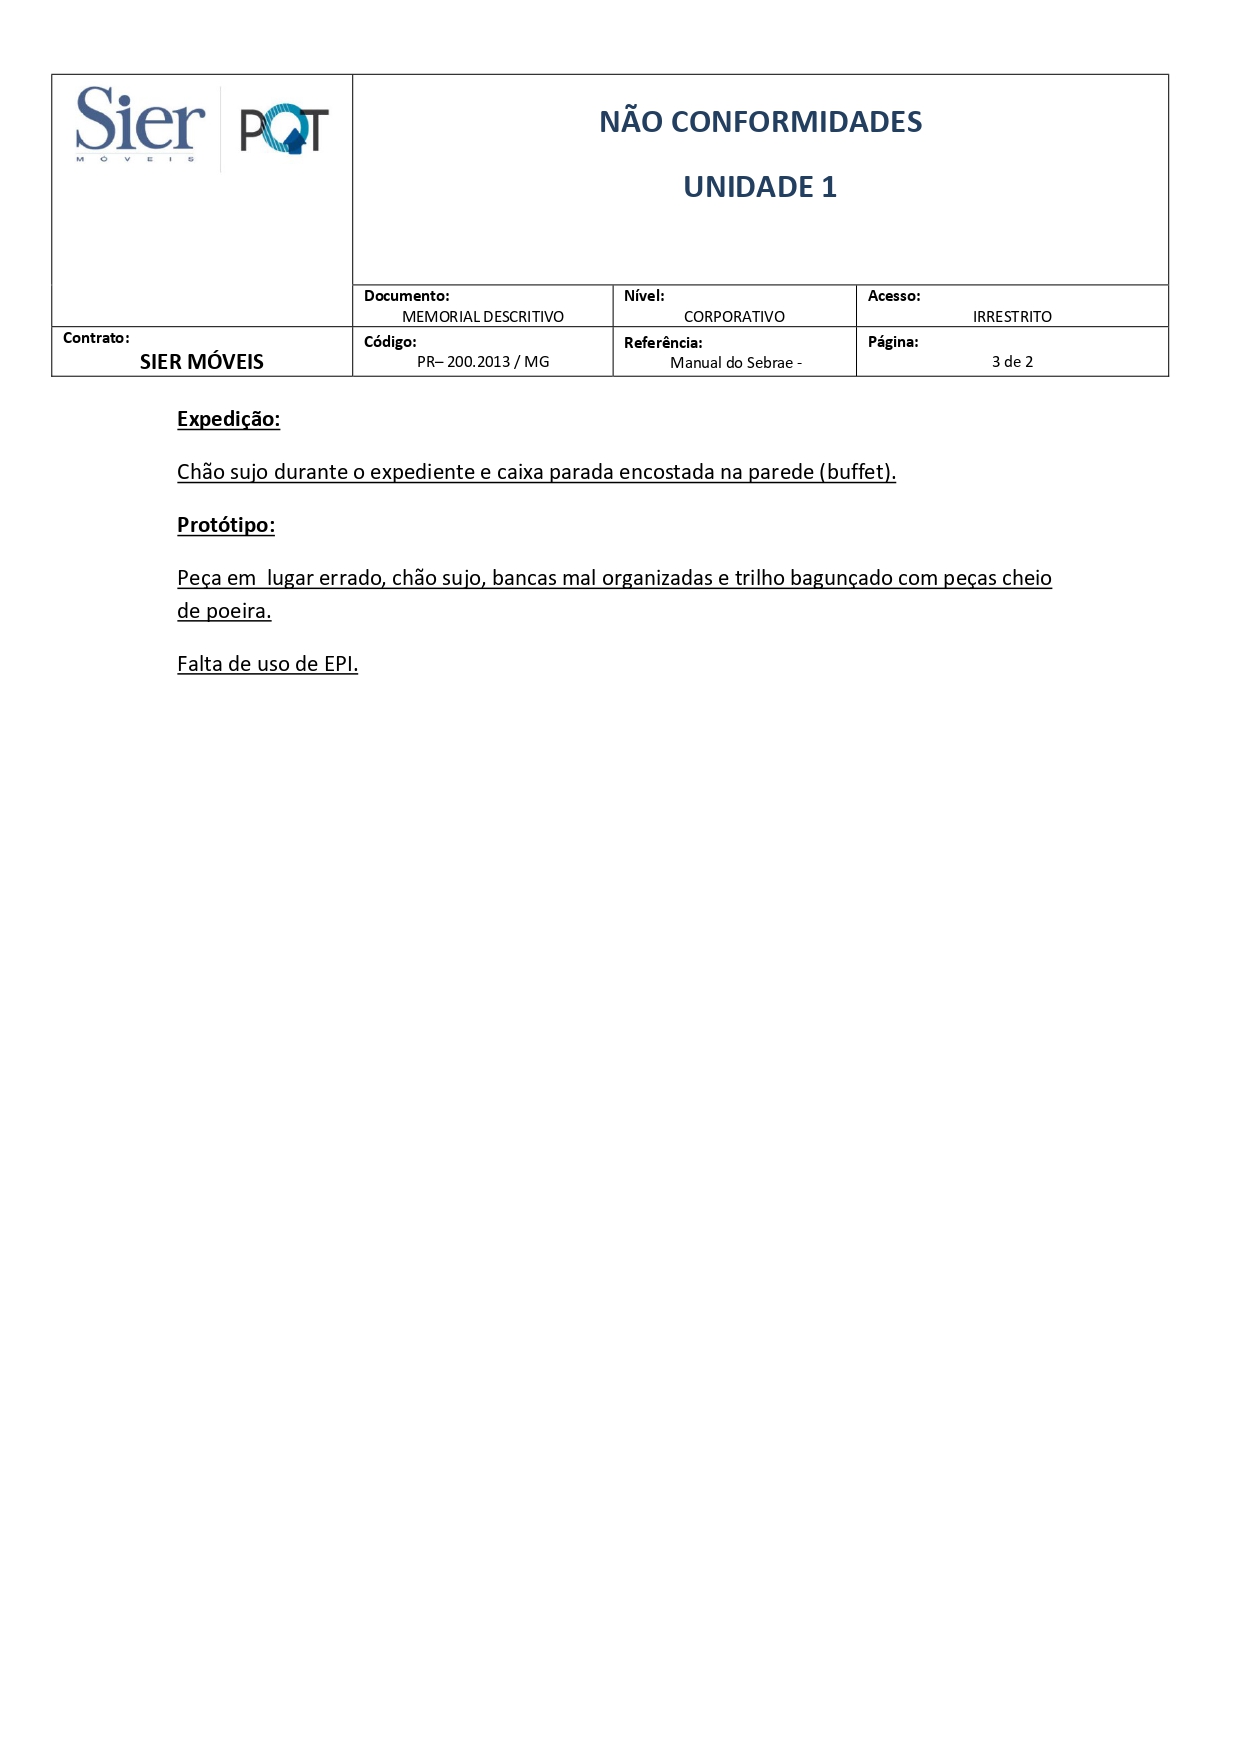 Sier
MÓVEIS
PQT
NÃO CONFORMIDADES
UNIDADE 1
Documento:
MEMORIAL DESCRITIVO
Nível:
CORPORATIVO
Acesso:
IRRESTRITO
Contrato:
SIER MÓVEIS
Código:
PR– 200.2013 / MG
Referência:
Manual do Sebrae -
Página:
3 de 2
Expedição:
Chão sujo durante o expediente e caixa parada encostada na parede (buffet).
Protótipo:
Peça em  lugar errado, chão sujo, bancas mal organizadas e trilho bagunçado com peças cheio
de poeira.
Falta de uso de EPI.